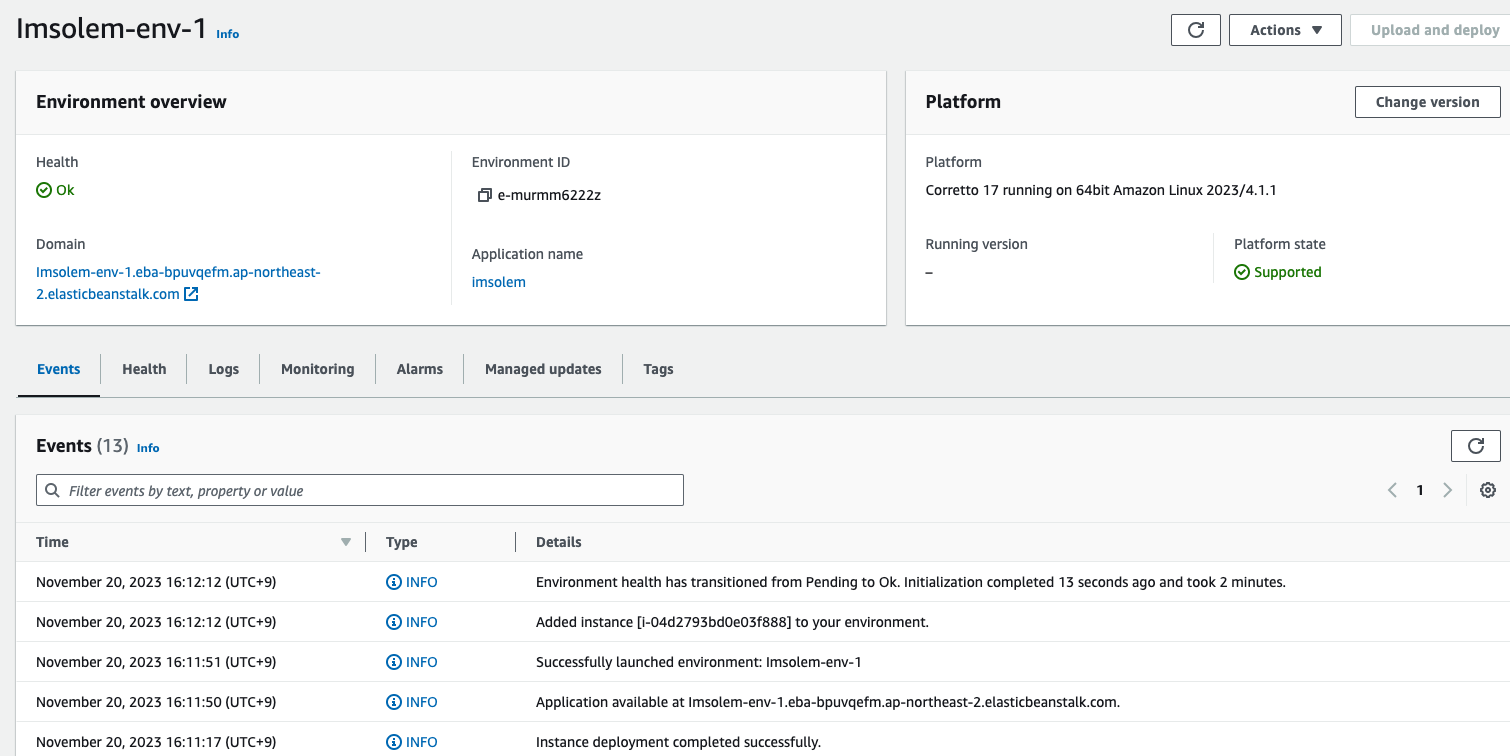 Imsolem-env-1 Info
Actions
Upload and deploy
Environment overview
Health
Ok
Domain
Imsolem-env-1.eba-bpuvqefm.ap-northeast-
2.elasticbeanstalk.com
Environment ID
e-murmm6222z
Application name
imsolem
Platform
Change version
Platform
Corretto 17 running on 64bit Amazon Linux 2023/4.1.1
Running version
–
Platform state
Supported
Events Health Logs Monitoring Alarms Managed updates Tags
Events (13) Info
Filter events by text, property or value
1
Time Type Details
November 20, 2023 16:12:12 (UTC+9) INFO Environment health has transitioned from Pending to Ok. Initialization completed 13 seconds ago and took 2 minutes.
November 20, 2023 16:12:12 (UTC+9) INFO Added instance [i-04d2793bd0e03f888] to your environment.
November 20, 2023 16:11:51 (UTC+9) INFO Successfully launched environment: Imsolem-env-1
November 20, 2023 16:11:50 (UTC+9) INFO Application available at Imsolem-env-1.eba-bpuvqefm.ap-northeast-2.elasticbeanstalk.com.
November 20, 2023 16:11:17 (UTC+9) INFO Instance deployment completed successfully.